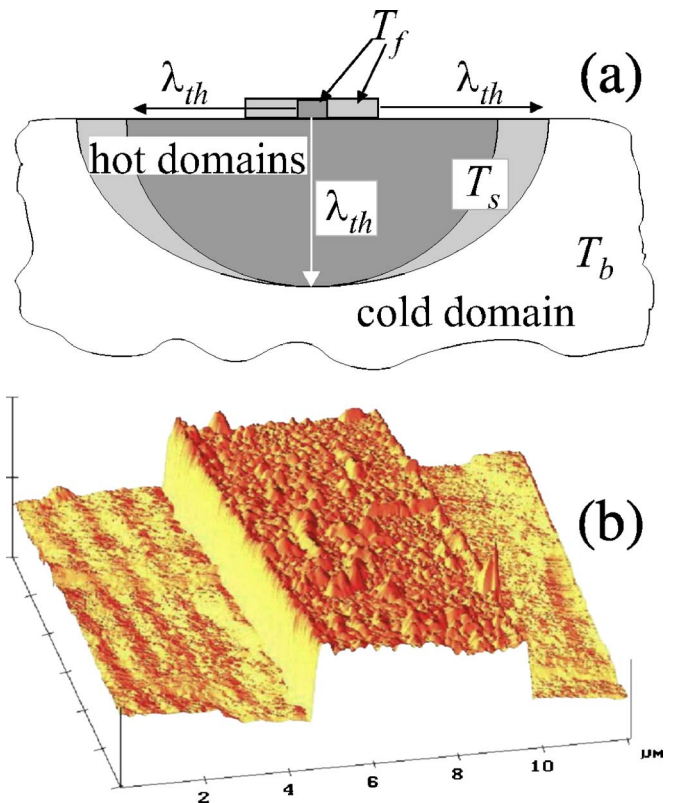 T_f
(a)
λ_th
λ_th
hot domains
T_s
λ_th
T_b
cold domain
(b)
2
4
6
8
10
μM